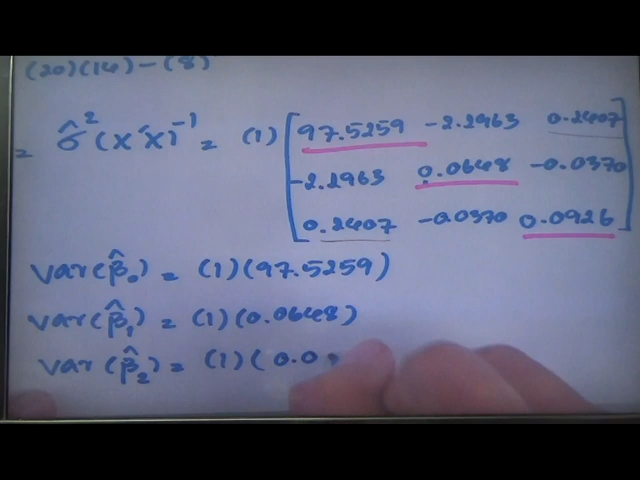 (20)(14) - (8)
= σ̂² (X'X)⁻¹ = (1) [ 97.5259 -2.2963 0.2407
-2.2963 0.0648 -0.0370
0.2407 -0.0370 0.0926 ]
Var(β̂₀) = (1)(97.5259)
Var(β̂₁) = (1)(0.0648)
Var(β̂₂) = (1)(0.0